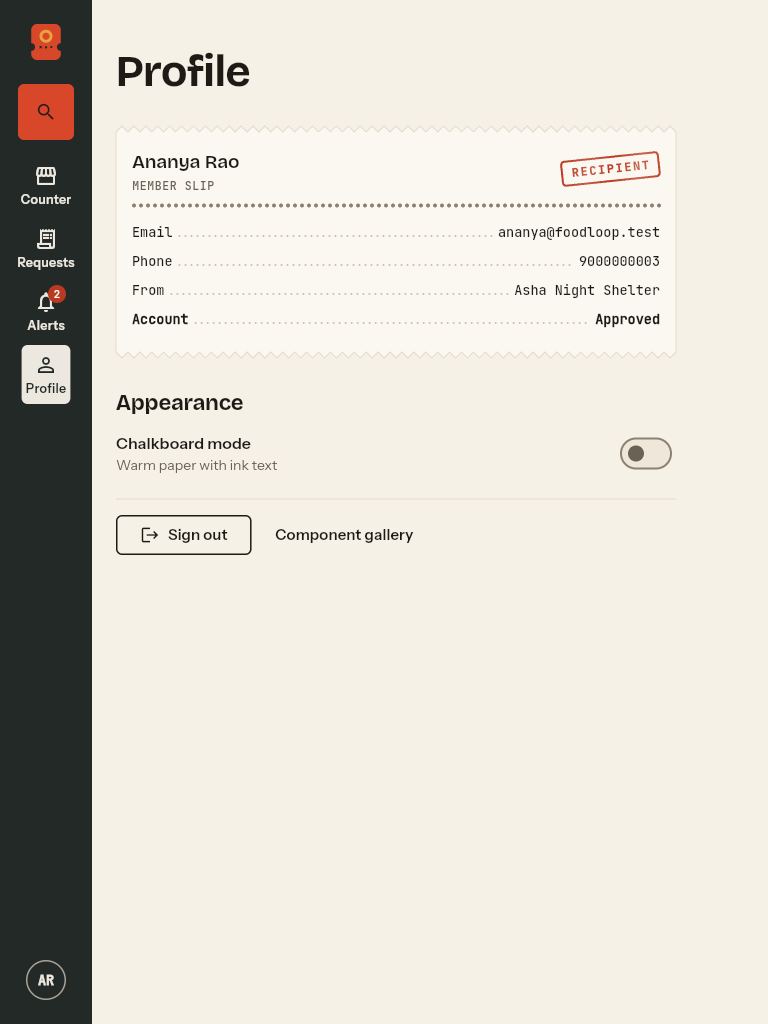 Counter
Requests
2
Alerts
Profile
AR
Profile
Ananya Rao
MEMBER SLIP
RECIPIENT
Email ananya@foodloop.test
Phone 9000000003
From Asha Night Shelter
Account Approved
Appearance
Chalkboard mode
Warm paper with ink text
Sign out
Component gallery